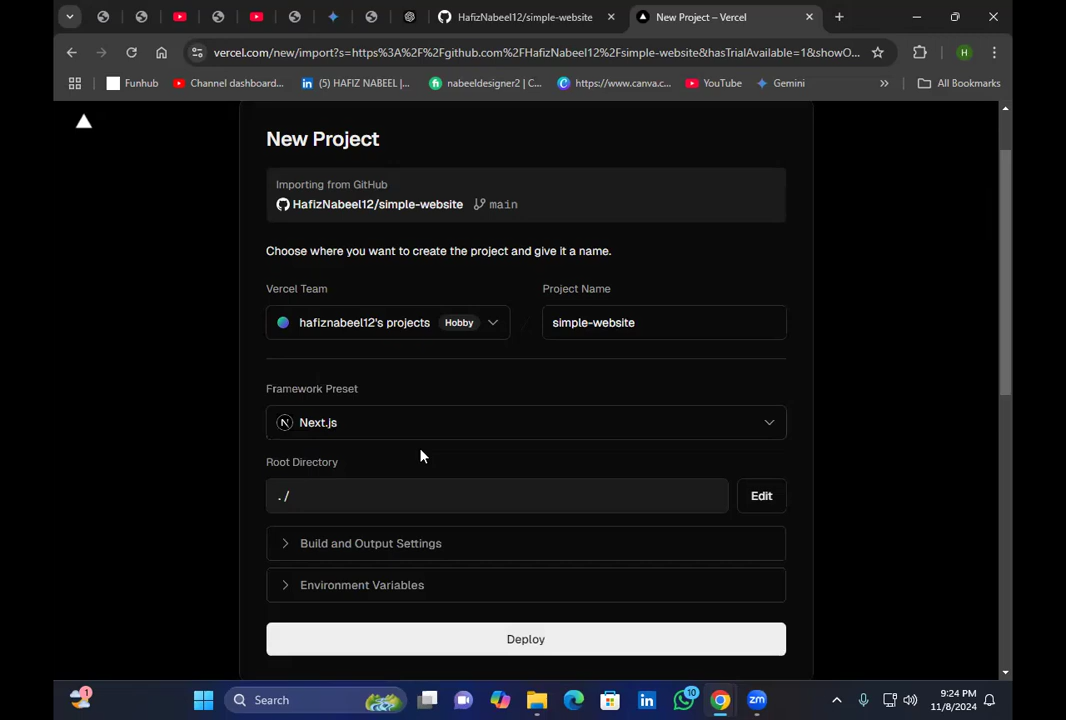 HafizNabeel12/simple-website
New Project – Vercel
vercel.com/new/import?s=https%3A%2F%2Fgithub.com%2FHafizNabeel12%2Fsimple-website&hasTrialAvailable=1&showO...
H
Funhub
Channel dashboard...
(5) HAFIZ NABEEL |...
nabeeldesigner2 | C...
https://www.canva.c...
YouTube
Gemini
All Bookmarks
New Project
Importing from GitHub
HafizNabeel12/simple-website
main
Choose where you want to create the project and give it a name.
Vercel Team
Project Name
hafiznabeel12's projects
Hobby
simple-website
Framework Preset
N
Next.js
Root Directory
./
Edit
Build and Output Settings
Environment Variables
Deploy
1
Search
10
zm
9:24 PM
11/8/2024